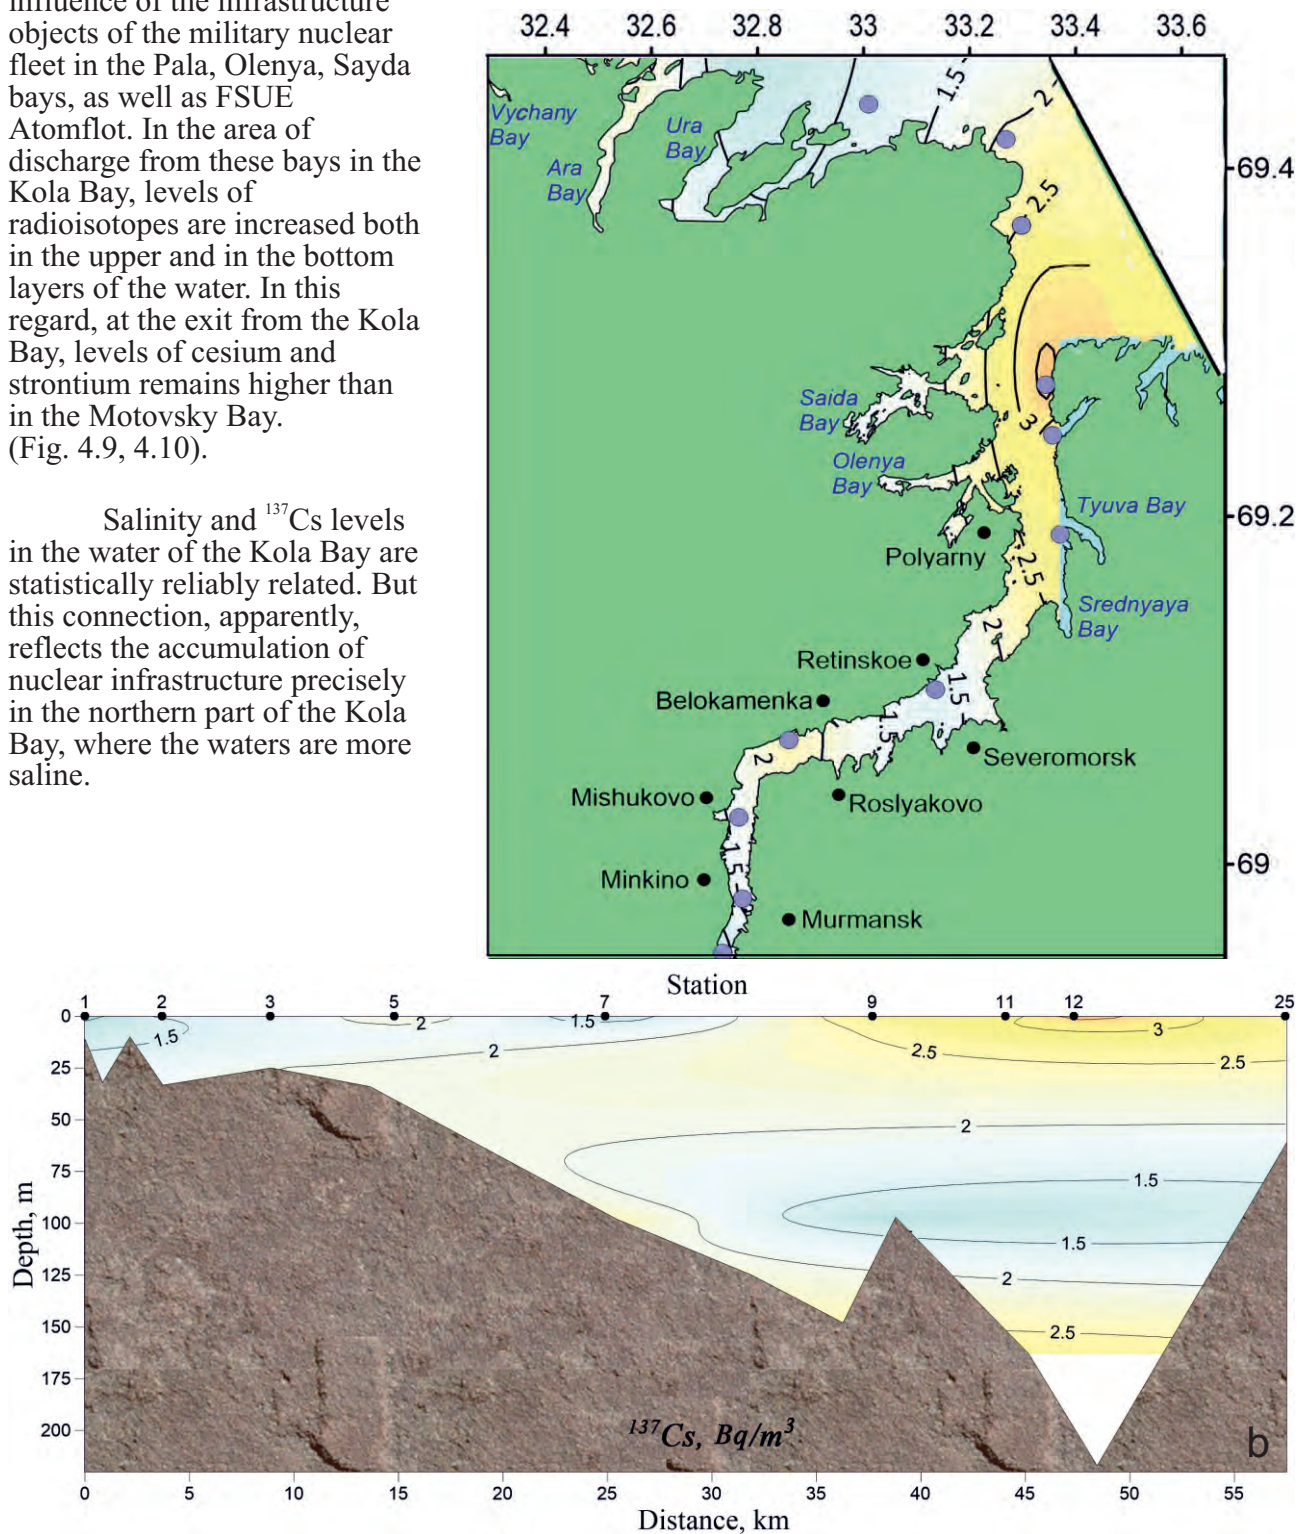 influence of the infrastructure
objects of the military nuclear
fleet in the Pala, Olenya, Sayda
bays, as well as FSUE
Atomflot. In the area of
discharge from these bays in the
Kola Bay, levels of
radioisotopes are increased both
in the upper and in the bottom
layers of the water. In this
regard, at the exit from the Kola
Bay, levels of cesium and
strontium remains higher than
in the Motovsky Bay.
(Fig. 4.9, 4.10).
Salinity and ¹³⁷Cs levels
in the water of the Kola Bay are
statistically reliably related. But
this connection, apparently,
reflects the accumulation of
nuclear infrastructure precisely
in the northern part of the Kola
Bay, where the waters are more
saline.
32.4 32.6 32.8 33 33.2 33.4 33.6
1.5
2
Vychany
Bay
Ura
Bay
Ara
Bay
69.4
2.5
Saida
Bay
3
Olenya
Bay
Tyuva Bay
69.2
Polyarny
2.5
Srednyaya
Bay
2
Retinskoe
1.5
Belokamenka
1.5
Severomorsk
2
Mishukovo
Roslyakovo
1.5
69
Minkino
Murmansk
Station
1 2 3 5 7 9 11 12 25
0
1.5
2
1.5
3
2
2.5
2.5
25
50
2
75
1.5
100
1.5
125
2
150
2.5
175
200
Depth, m
¹³⁷Cs, Bq/m³
b
0 5 10 15 20 25 30 35 40 45 50 55
Distance, km